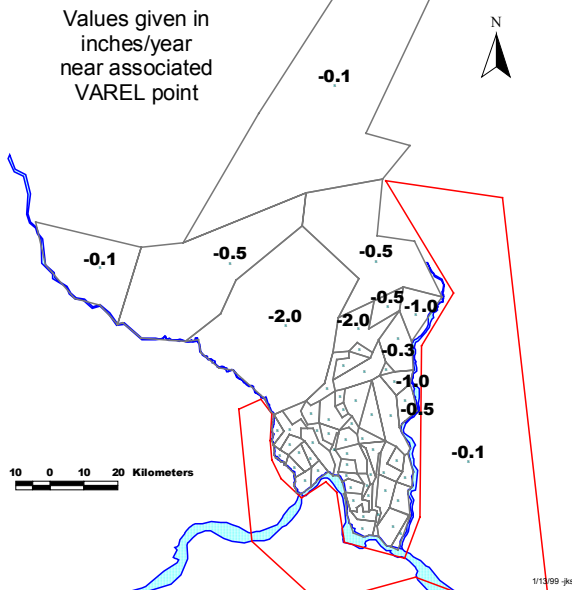 Values given in
inches/year
near associated
VAREL point
N
-0.1
-0.1
-0.5
-0.5
-0.5
-1.0
-2.0
-2.0
-0.3
-1.0
-0.5
-0.1
10 0 10 20 Kilometers
1/13/99 -jks